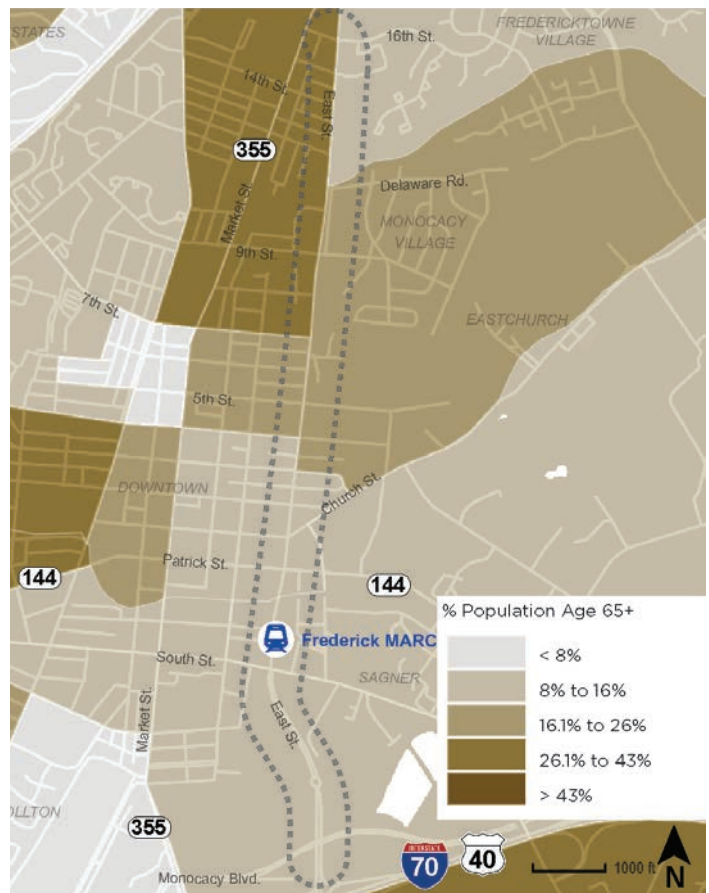 ESTATES
FREDERICKTOWNE
VILLAGE
16th St.
14th St.
East St.
355
Delaware Rd.
Market St.
MONOCACY
VILLAGE
9th St.
7th St.
EASTCHURCH
5th St.
DOWNTOWN
Church St.
Patrick St.
144
144
% Population Age 65+
< 8%
8% to 16%
16.1% to 26%
26.1% to 43%
> 43%
Frederick MARC
South St.
SAGNER
Market St.
East St.
OLLTON
355
INTERSTATE
70
40
1000 ft
N
Monocacy Blvd.